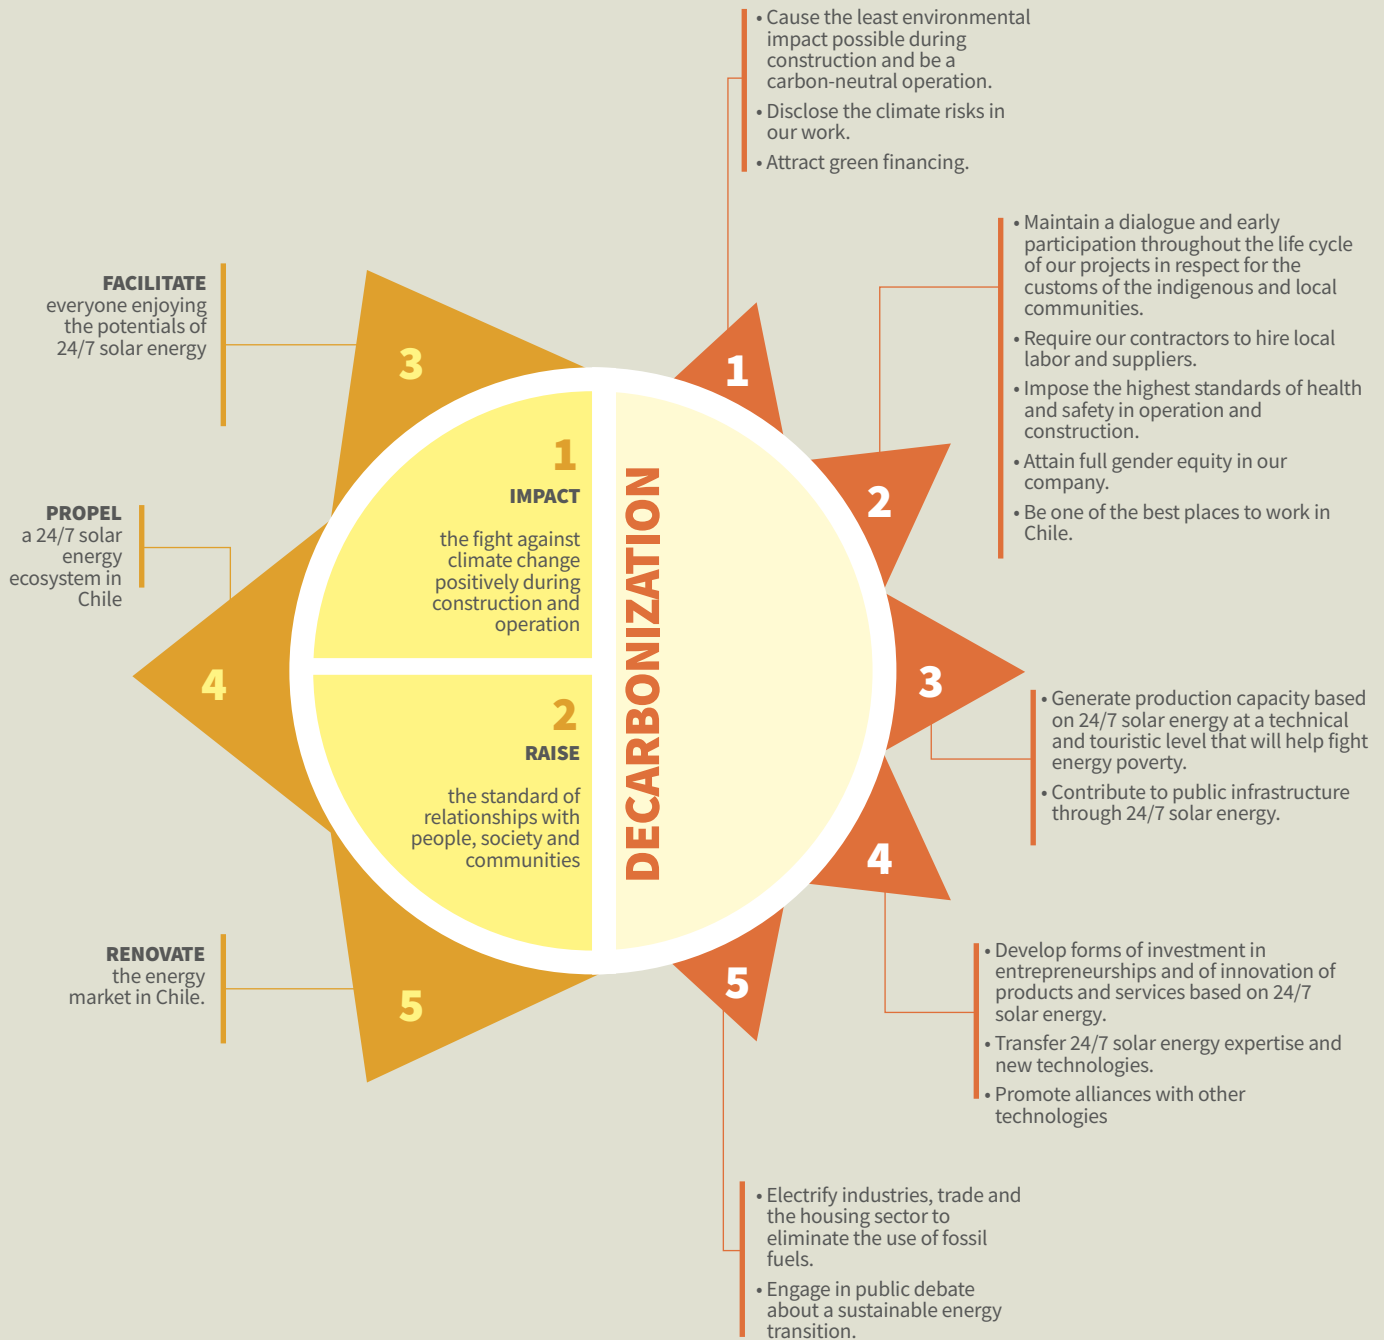 • Cause the least environmental
impact possible during
construction and be a
carbon-neutral operation.
• Disclose the climate risks in
our work.
• Attract green financing.
• Maintain a dialogue and early
participation throughout the life cycle
of our projects in respect for the
customs of the indigenous and local
communities.
• Require our contractors to hire local
labor and suppliers.
• Impose the highest standards of health
and safety in operation and
construction.
• Attain full gender equity in our
company.
• Be one of the best places to work in
Chile.
FACILITATE
everyone enjoying
the potentials of
24/7 solar energy
3
1
2
1
IMPACT
the fight against
climate change
positively during
construction and
operation
DECARBONIZATION
PROPEL
a 24/7 solar
energy
ecosystem in
Chile
4
3
2
RAISE
the standard of
relationships with
people, society and
communities
• Generate production capacity based
on 24/7 solar energy at a technical
and touristic level that will help fight
energy poverty.
• Contribute to public infrastructure
through 24/7 solar energy.
4
RENOVATE
the energy
market in Chile.
5
5
• Develop forms of investment in
entrepreneurships and of innovation of
products and services based on 24/7
solar energy.
• Transfer 24/7 solar energy expertise and
new technologies.
• Promote alliances with other
technologies
• Electrify industries, trade and
the housing sector to
eliminate the use of fossil
fuels.
• Engage in public debate
about a sustainable energy
transition.